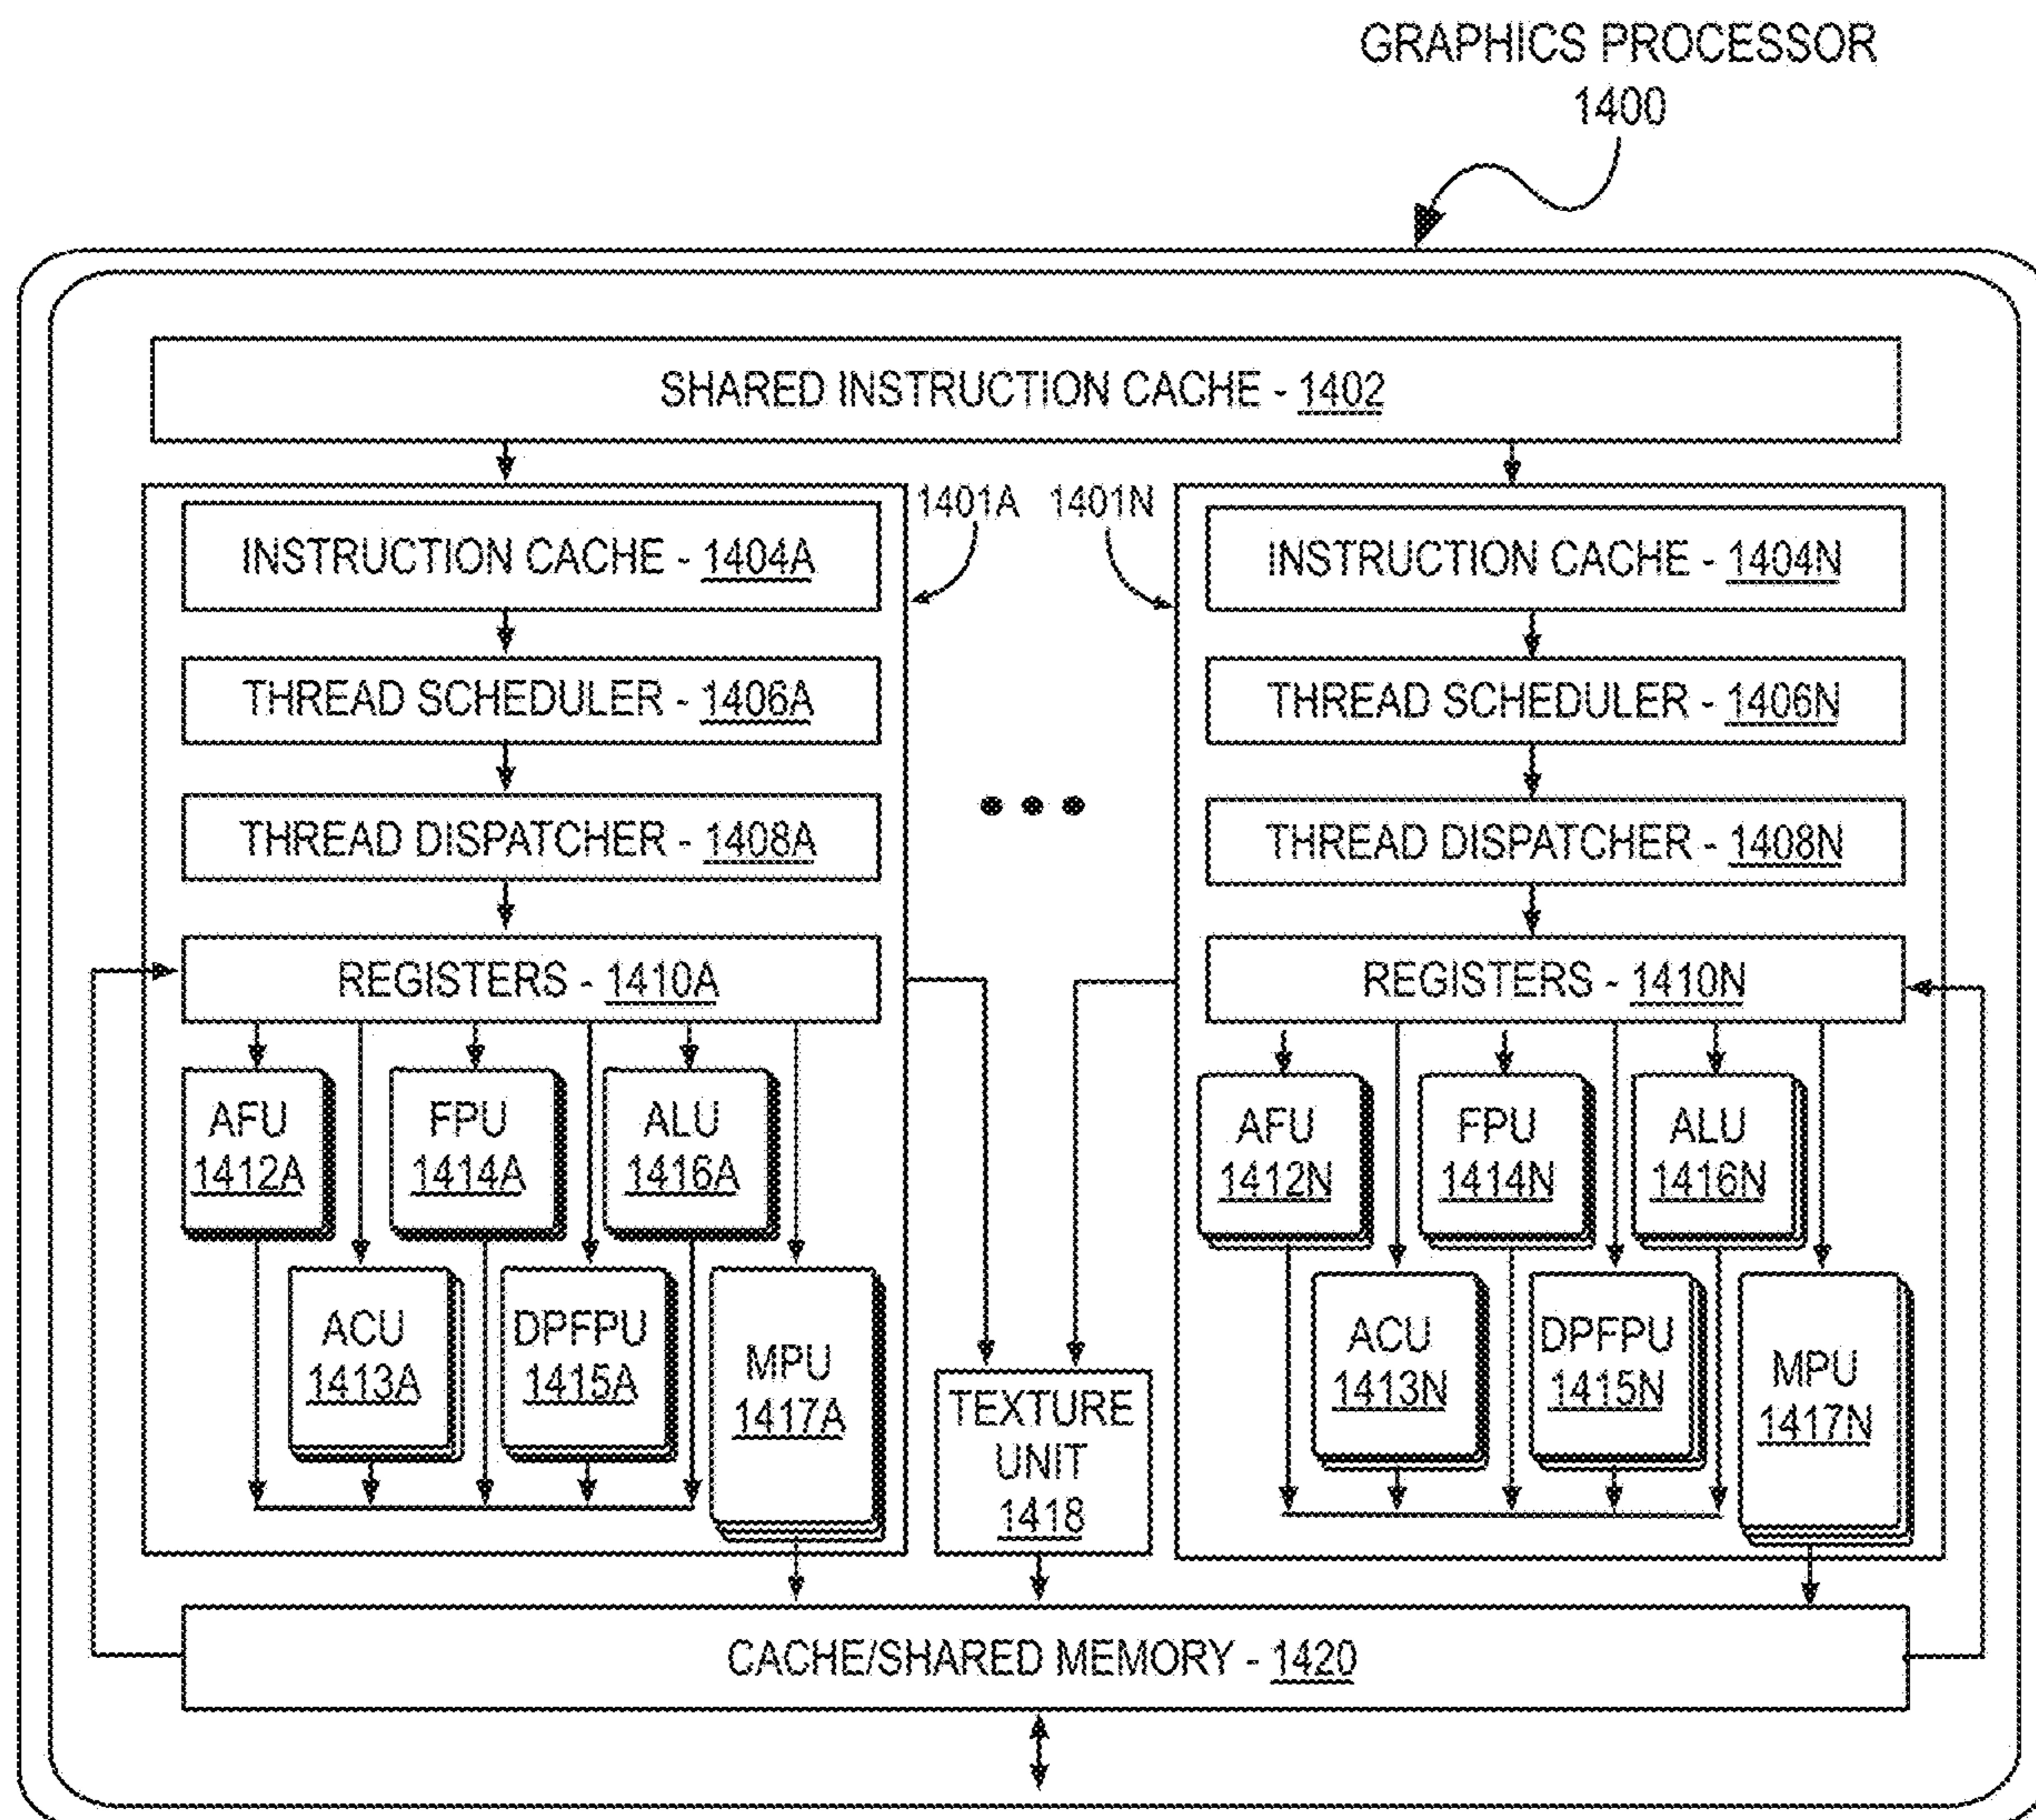 GRAPHICS PROCESSOR
1400
SHARED INSTRUCTION CACHE - 1402
1401A
1401N
INSTRUCTION CACHE - 1404A
THREAD SCHEDULER - 1406A
THREAD DISPATCHER - 1408A
REGISTERS - 1410A
AFU
1412A
FPU
1414A
ALU
1416A
ACU
1413A
DPFPU
1415A
MPU
1417A
TEXTURE
UNIT
1418
INSTRUCTION CACHE - 1404N
THREAD SCHEDULER - 1406N
THREAD DISPATCHER - 1408N
REGISTERS - 1410N
AFU
1412N
FPU
1414N
ALU
1416N
ACU
1413N
DPFPU
1415N
MPU
1417N
CACHE/SHARED MEMORY - 1420